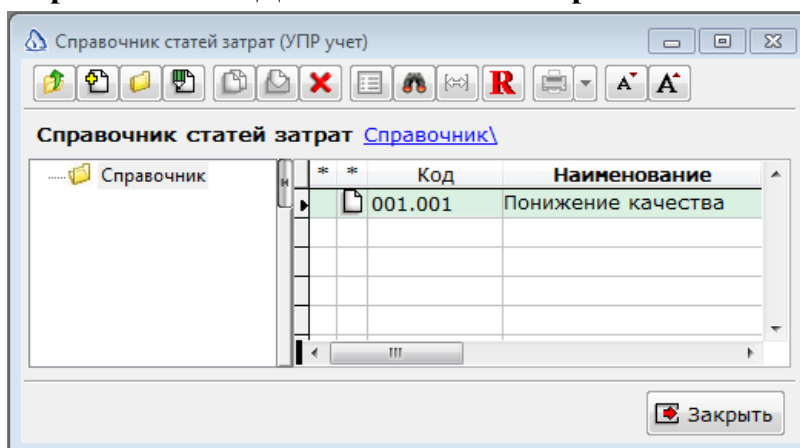 Справочник статей затрат (УПР учет)
Справочник статей затрат Справочник\
Справочник
* * Код Наименование
001.001 Понижение качества
Закрыть